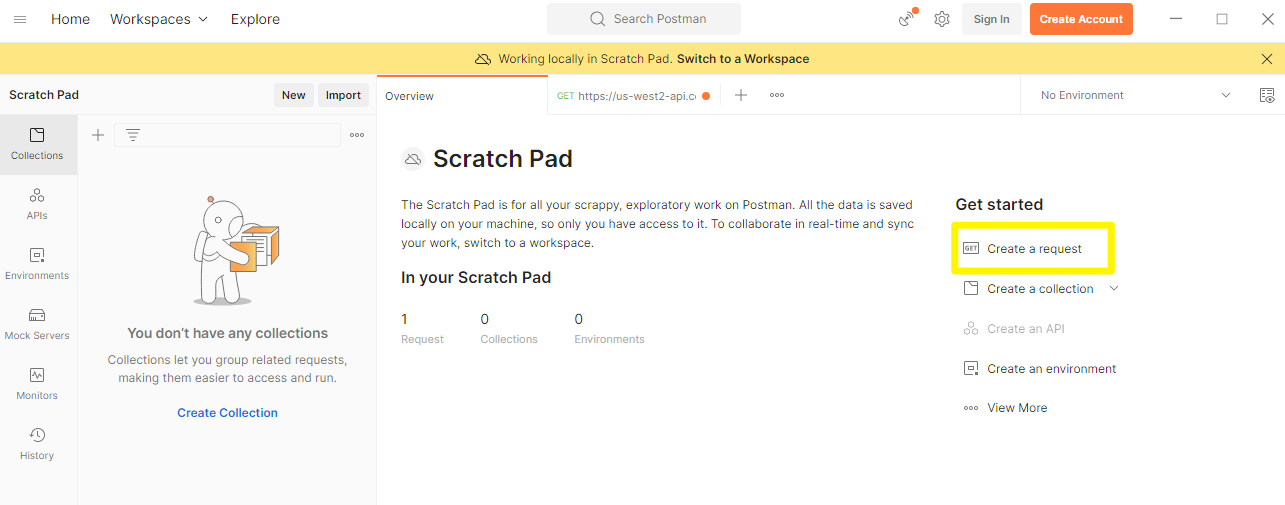 Home Workspaces Explore Search Postman Sign In Create Account
Working locally in Scratch Pad. Switch to a Workspace
Scratch Pad New Import
Overview GET https://us-west2-api.c No Environment
Collections
APIs
Environments
Mock Servers
Monitors
History
You don't have any collections
Collections let you group related requests,
making them easier to access and run.
Create Collection
Scratch Pad
The Scratch Pad is for all your scrappy, exploratory work on Postman. All the data is saved
locally on your machine, so only you have access to it. To collaborate in real-time and sync
your work, switch to a workspace.
In your Scratch Pad
1 0 0
Request Collections Environments
Get started
GET Create a request
Create a collection
Create an API
Create an environment
View More